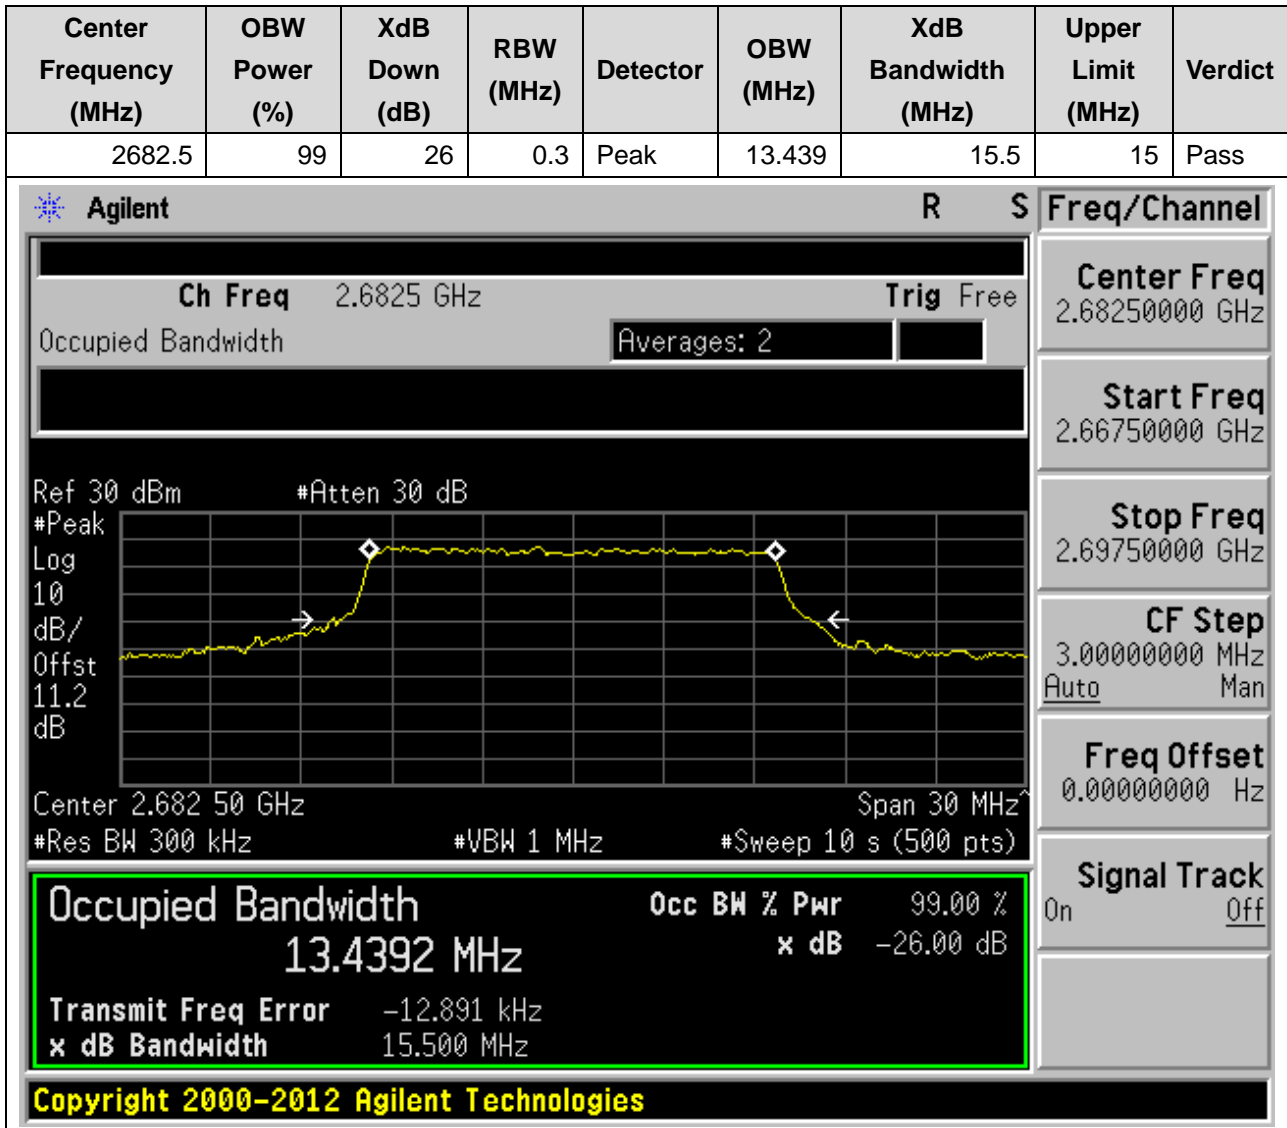 Center Frequency (MHz) OBW Power (%) XdB Down (dB) RBW (MHz) Detector OBW (MHz) XdB Bandwidth (MHz) Upper Limit (MHz) Verdict
2682.5 99 26 0.3 Peak 13.439 15.5 15 Pass
Agilent R S Freq/Channel
Ch Freq 2.6825 GHz Trig Free
Occupied Bandwidth Averages: 2
Center Freq
2.68250000 GHz
Start Freq
2.66750000 GHz
Stop Freq
2.69750000 GHz
CF Step
3.00000000 MHz
Auto Man
Freq Offset
0.00000000 Hz
Signal Track
On Off
Ref 30 dBm #Atten 30 dB
#Peak
Log
10
dB/
Offst
11.2
dB
Center 2.682 50 GHz Span 30 MHz^
#Res BW 300 kHz #VBW 1 MHz #Sweep 10 s (500 pts)
Occupied Bandwidth Occ BW % Pwr 99.00 %
13.4392 MHz x dB -26.00 dB
Transmit Freq Error -12.891 kHz
x dB Bandwidth 15.500 MHz
Copyright 2000-2012 Agilent Technologies